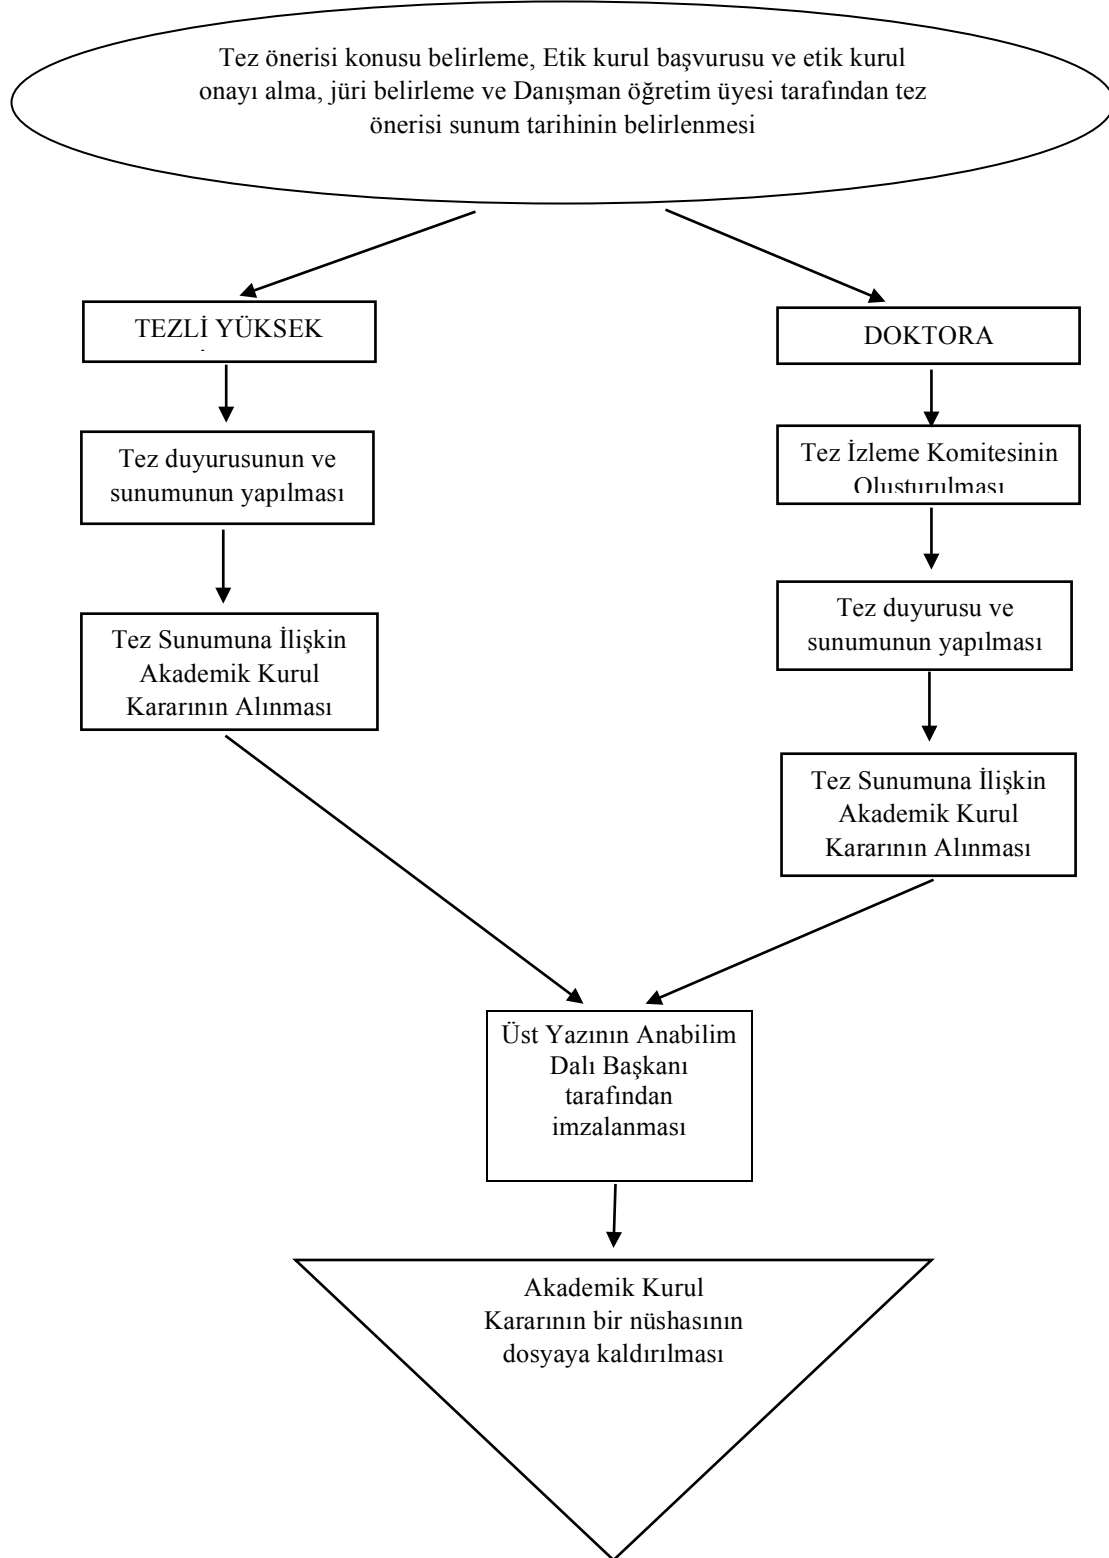 Tez önerisi konusu belirleme, Etik kurul başvurusu ve etik kurul
onayı alma, jüri belirleme ve Danışman öğretim üyesi tarafından tez
önerisi sunum tarihinin belirlenmesi
TEZLİ YÜKSEK
Tez duyurusunun ve
sunumunun yapılması
Tez Sunumuna İlişkin
Akademik Kurul
Kararının Alınması
DOKTORA
Tez İzleme Komitesinin
Oluşturulması
Tez duyurusu ve
sunumunun yapılması
Tez Sunumuna İlişkin
Akademik Kurul
Kararının Alınması
Üst Yazının Anabilim
Dalı Başkanı
tarafından
imzalanması
Akademik Kurul
Kararının bir nüshasının
dosyaya kaldırılması